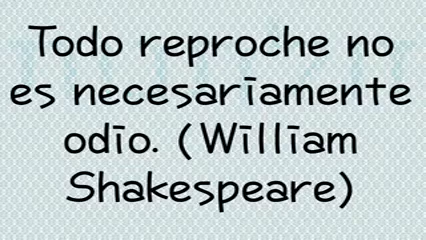 Todo reproche no
es necesariamente
odio. (William
Shakespeare)